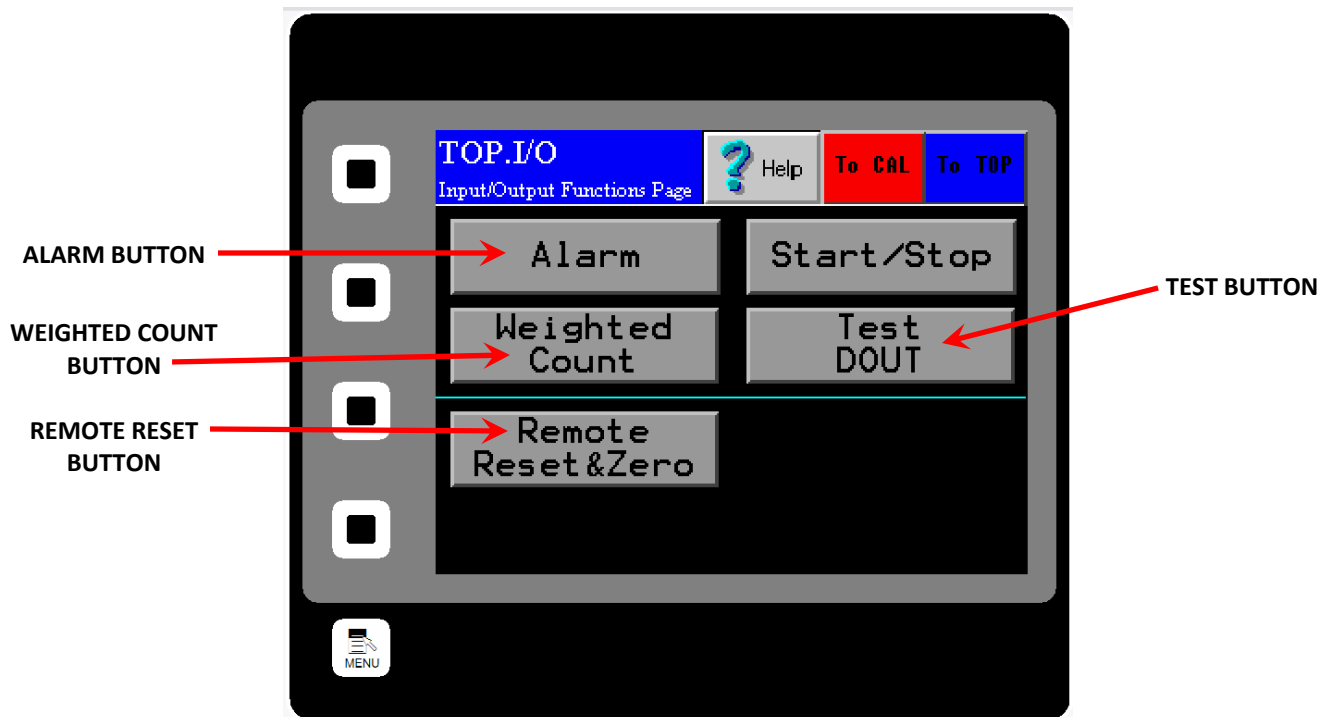 TOP.I/O
Input/Output Functions Page
Help
To CAL
To TOP
ALARM BUTTON
Alarm
Start/Stop
TEST BUTTON
WEIGHTED COUNT
BUTTON
Weighted
Count
Test
DOUT
REMOTE RESET
BUTTON
Remote
Reset&Zero
MENU